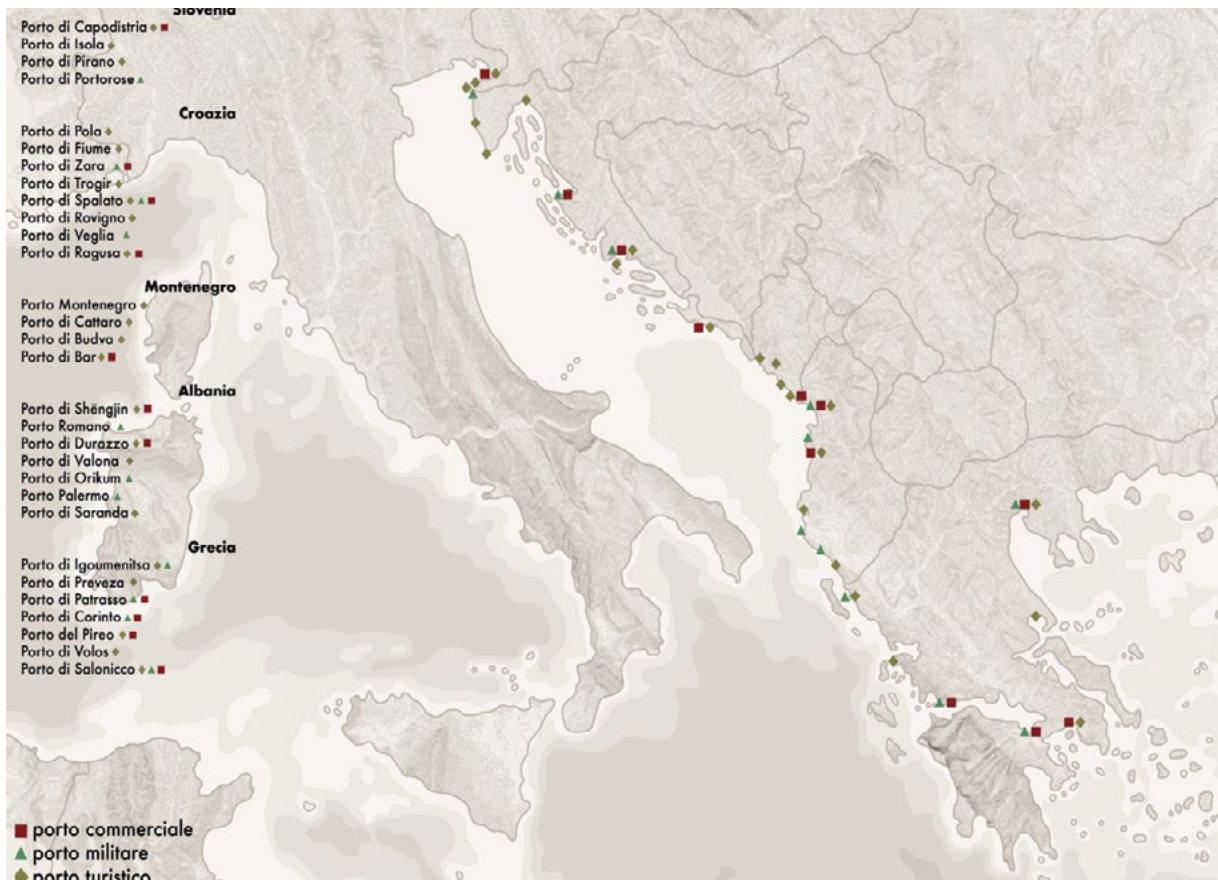 Slovenia
Porto di Capodistria
Porto di Isola
Porto di Pirano
Porto di Portorose
Croazia
Porto di Pola
Porto di Fiume
Porto di Zara
Porto di Trogir
Porto di Spalato
Porto di Rovigno
Porto di Veglia
Porto di Ragusa
Montenegro
Porto Montenegro
Porto di Cattaro
Porto di Budva
Porto di Bar
Albania
Porto di Shëngjin
Porto Romano
Porto di Durazzo
Porto di Valona
Porto di Orikum
Porto Palermo
Porto di Saranda
Grecia
Porto di Igoumenitsa
Porto di Preveza
Porto di Patrasso
Porto di Corinto
Porto del Pireo
Porto di Volos
Porto di Salonicco
porto commerciale
porto militare
porto turistico